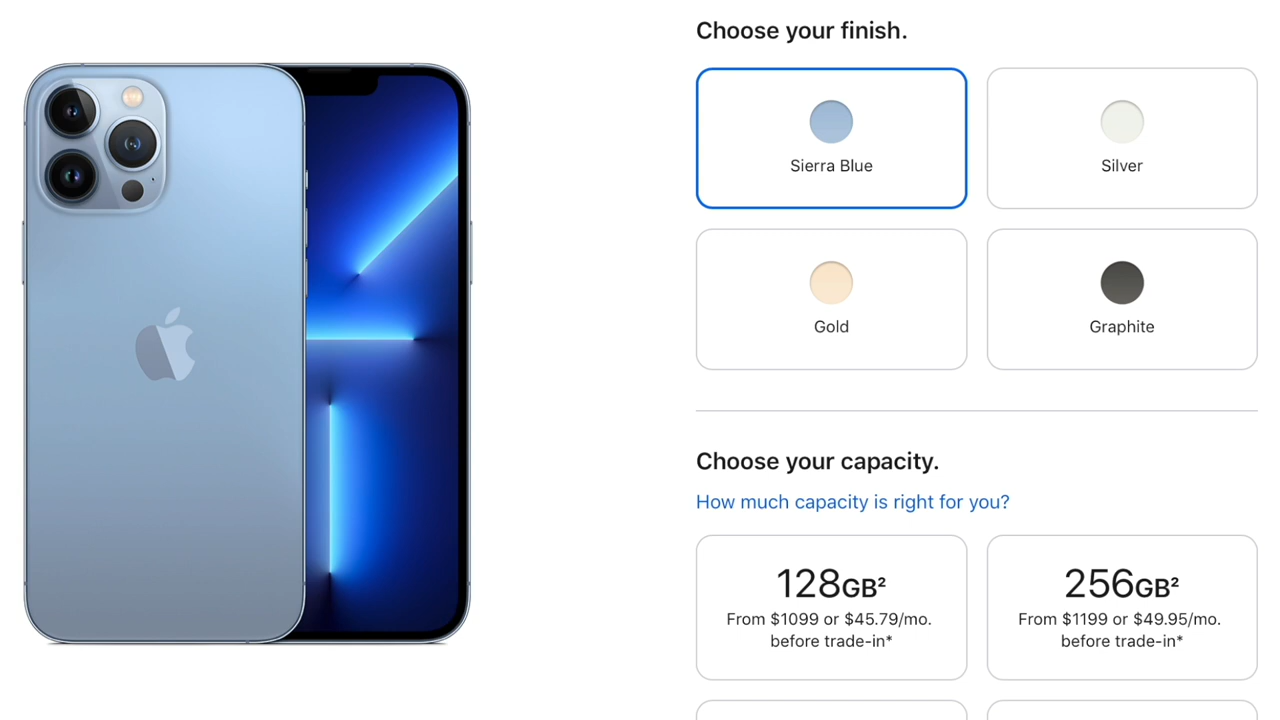 Choose your finish.
Sierra Blue
Silver
Gold
Graphite
Choose your capacity.
How much capacity is right for you?
128GB²
From $1099 or $45.79/mo.
before trade-in*
256GB²
From $1199 or $49.95/mo.
before trade-in*